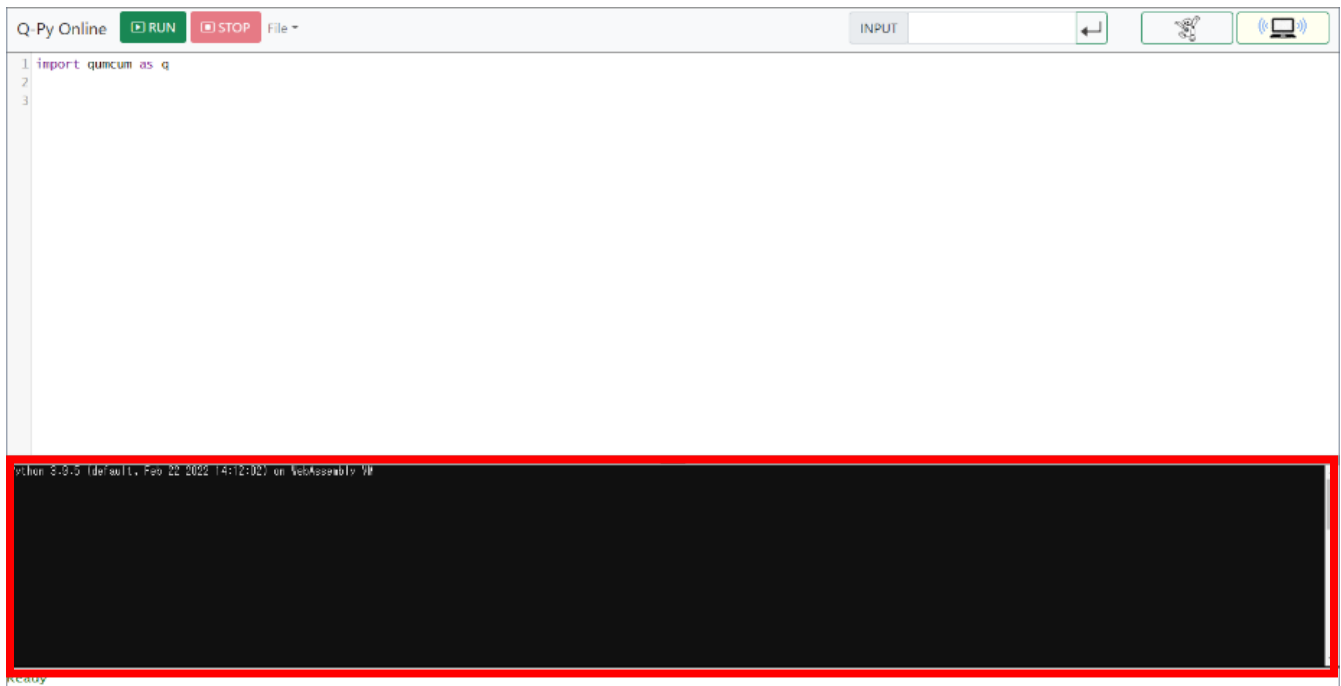 Q-Py Online RUN STOP File INPUT
1 import qumcum as q
2
3
ython 3.9.5 (default, Feb 22 2022 14:12:02) on WebAssembly VM
Ready